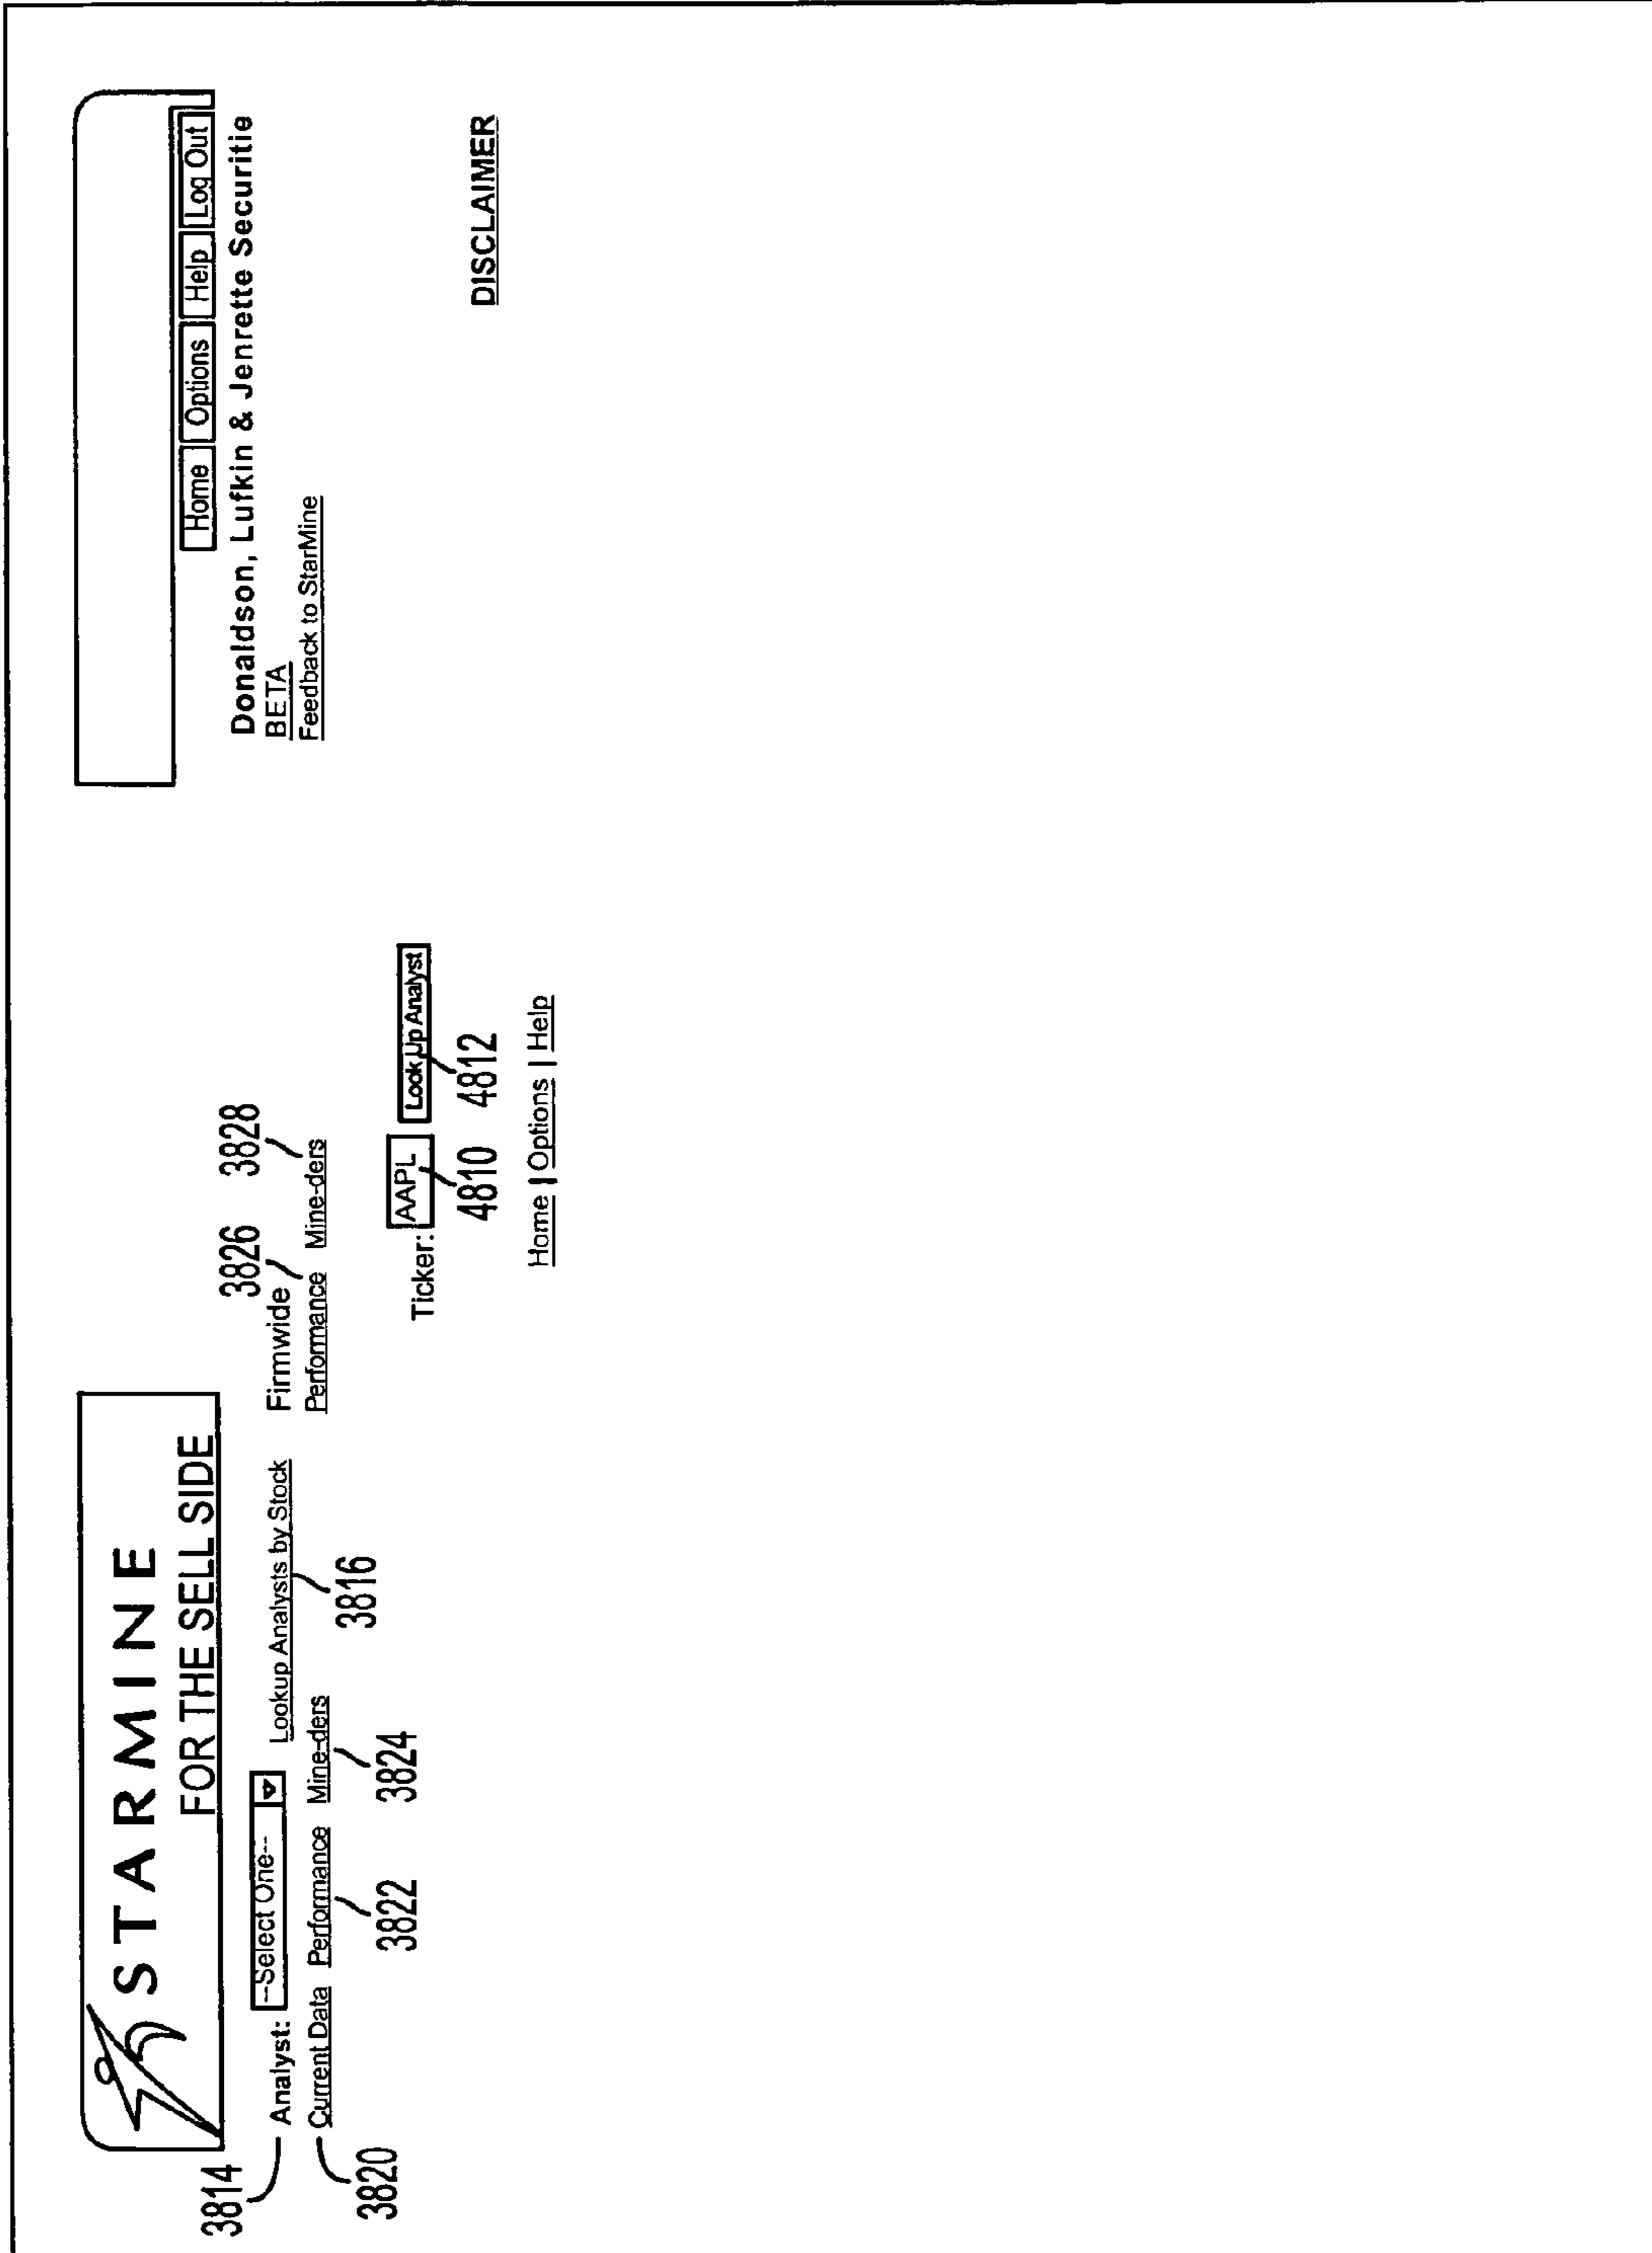 STARMINE
FOR THE SELL SIDE
Home Options Help Log Out
3814 Analyst: --Select One-- Lookup Analysts by Stock
3826 3828
Firmwide
Donaldson, Lufkin & Jenrette Securitie
BETA
3820 Current Data Performance Mine-ders
Performance Mine-ders
Feedback to StarMine
3822 3824 3816
Ticker: AAPL Look Up Analyst
4810 4812
DISCLAIMER
Home | Options | Help